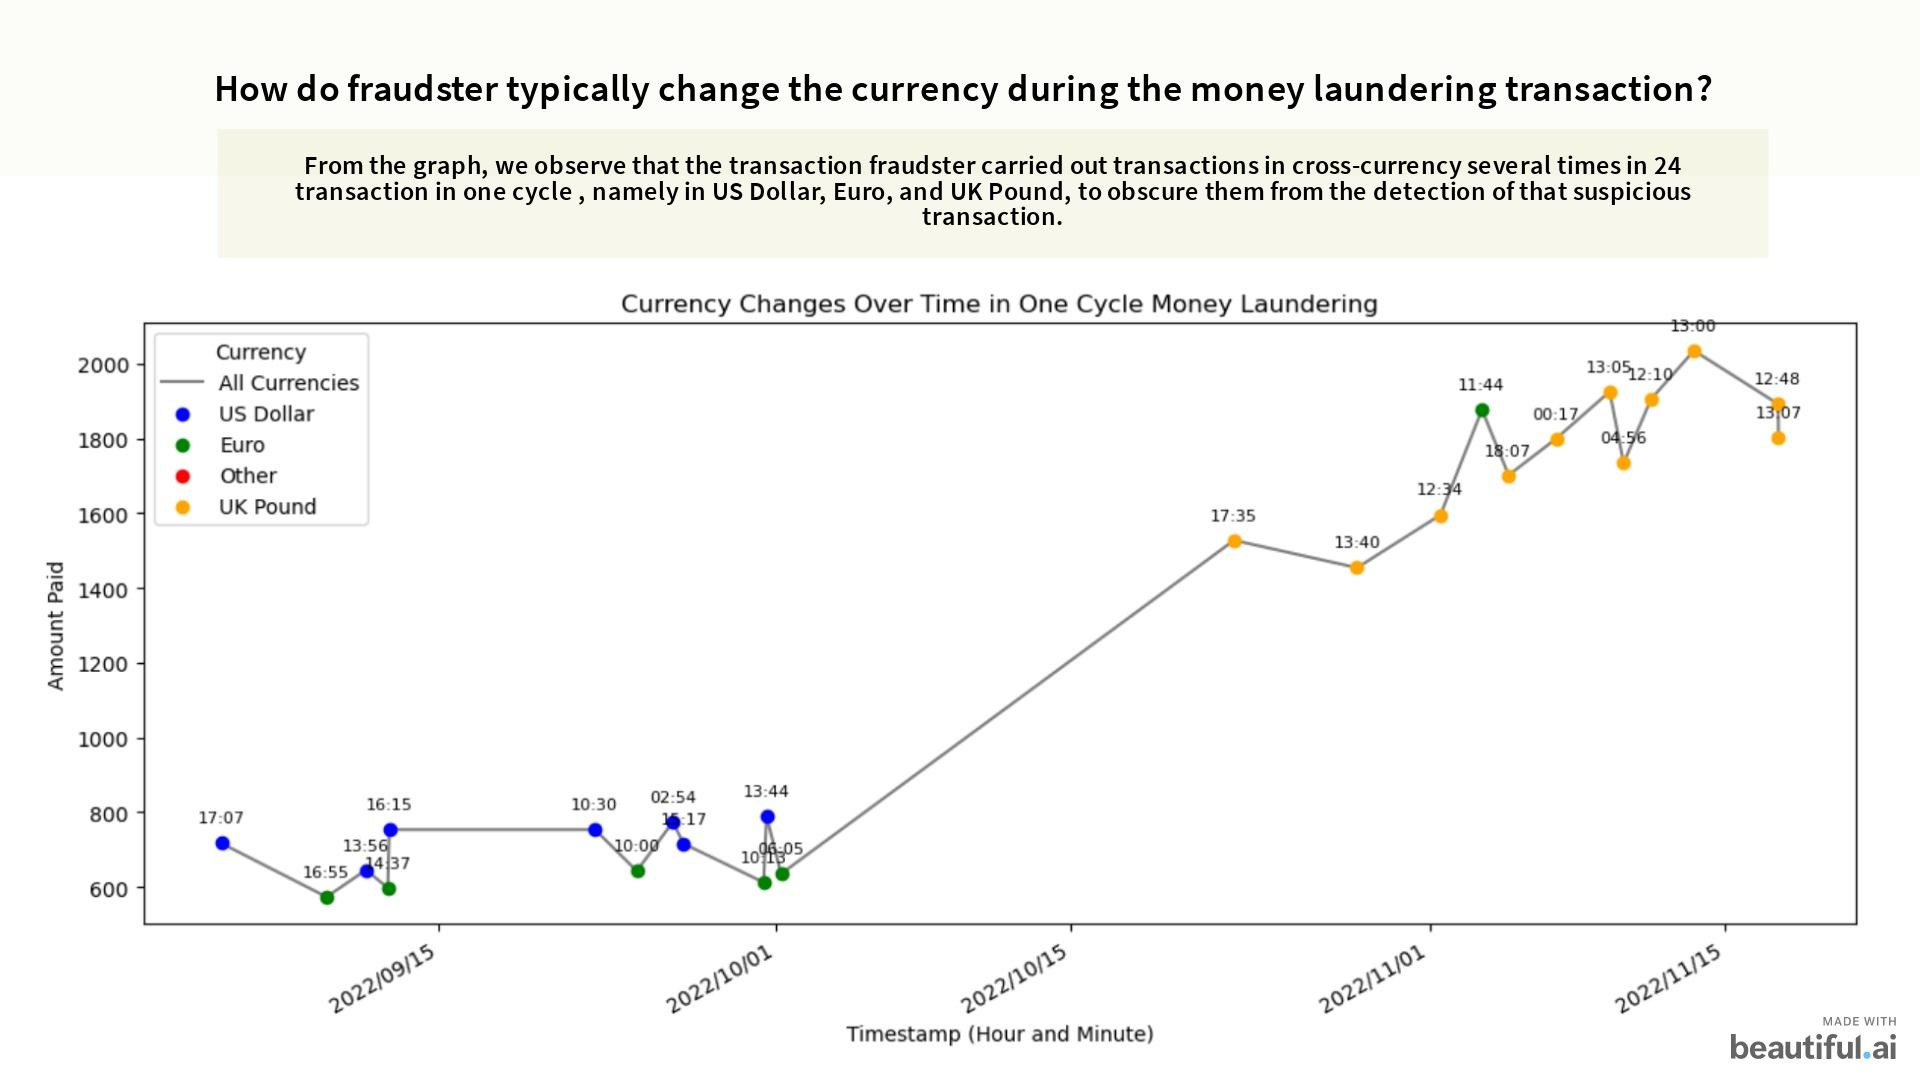 How do fraudster typically change the currency during the money laundering transaction?
From the graph, we observe that the transaction fraudster carried out transactions in cross-currency several times in 24
transaction in one cycle , namely in US Dollar, Euro, and UK Pound, to obscure them from the detection of that suspicious
transaction.
Currency Changes Over Time in One Cycle Money Laundering
Currency
All Currencies
US Dollar
Euro
Other
UK Pound
Amount Paid
2000
1800
1600
1400
1200
1000
800
600
17:07
16:55
13:56
14:37
16:15
10:30
10:00
02:54
15:17
10:13
13:44
06:05
17:35
13:40
12:34
11:44
18:07
00:17
13:05
04:56
12:10
13:00
12:48
13:07
2022/09/15
2022/10/01
2022/10/15
2022/11/01
2022/11/15
Timestamp (Hour and Minute)
MADE WITH
beautiful.ai